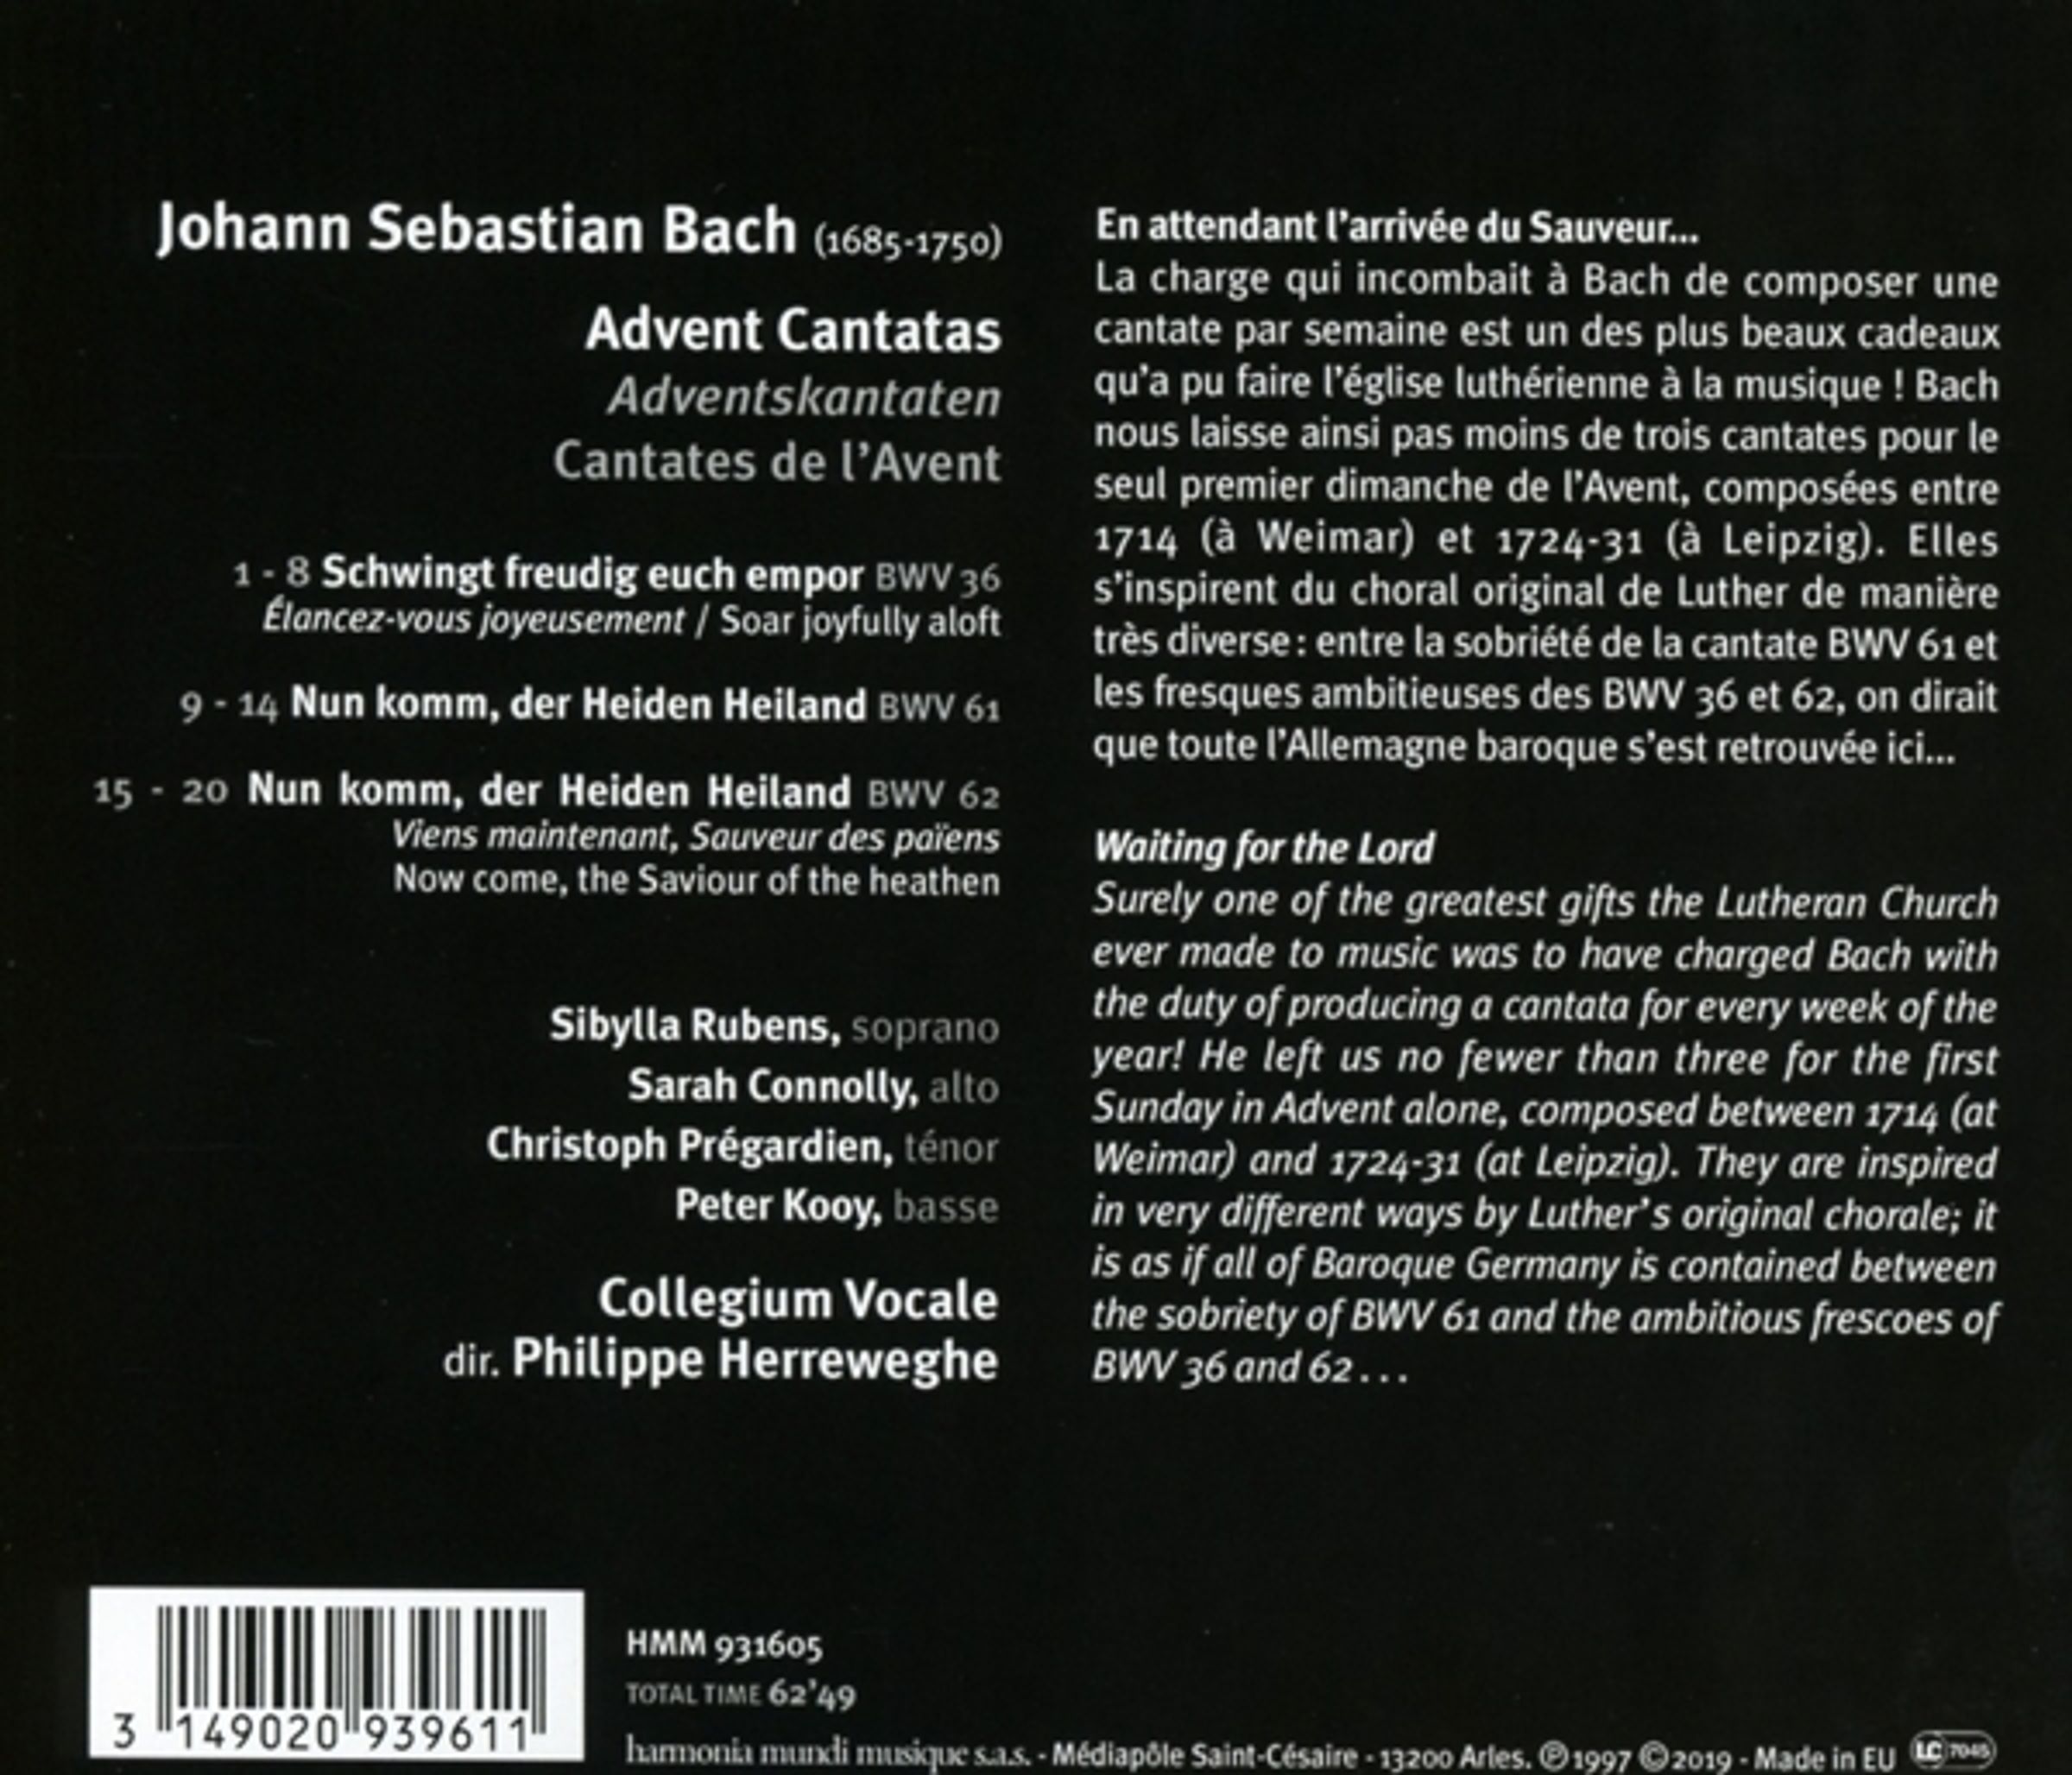 Johann Sebastian Bach (1685-1750)
Advent Cantatas
Adventskantaten
Cantates de l'Avent
1 - 8 Schwingt freudig euch empor BWV 36
Élancez-vous joyeusement / Soar joyfully aloft
9 - 14 Nun komm, der Heiden Heiland BWV 61
15 - 20 Nun komm, der Heiden Heiland BWV 62
Viens maintenant, Sauveur des païens
Now come, the Saviour of the heathen
Sibylla Rubens, soprano
Sarah Connolly, alto
Christoph Prégardien, ténor
Peter Kooy, basse
Collegium Vocale
dir. Philippe Herreweghe
En attendant l'arrivée du Sauveur...
La charge qui incombait à Bach de composer une
cantate par semaine est un des plus beaux cadeaux
qu'a pu faire l'église luthérienne à la musique ! Bach
nous laisse ainsi pas moins de trois cantates pour le
seul premier dimanche de l'Avent, composées entre
1714 (à Weimar) et 1724-31 (à Leipzig). Elles
s'inspirent du choral original de Luther de manière
très diverse : entre la sobriété de la cantate BWV 61 et
les fresques ambitieuses des BWV 36 et 62, on dirait
que toute l'Allemagne baroque s'est retrouvée ici...
Waiting for the Lord
Surely one of the greatest gifts the Lutheran Church
ever made to music was to have charged Bach with
the duty of producing a cantata for every week of the
year! He left us no fewer than three for the first
Sunday in Advent alone, composed between 1714 (at
Weimar) and 1724-31 (at Leipzig). They are inspired
in very different ways by Luther's original chorale; it
is as if all of Baroque Germany is contained between
the sobriety of BWV 61 and the ambitious frescoes of
BWV 36 and 62...
3 149020 939611
HMM 931605
TOTAL TIME 62'49
harmonia mundi musique s.a.s. - Médiapôle Saint-Césaire - 13200 Arles. ℗ 1997 © 2019 - Made in EU LC 7045